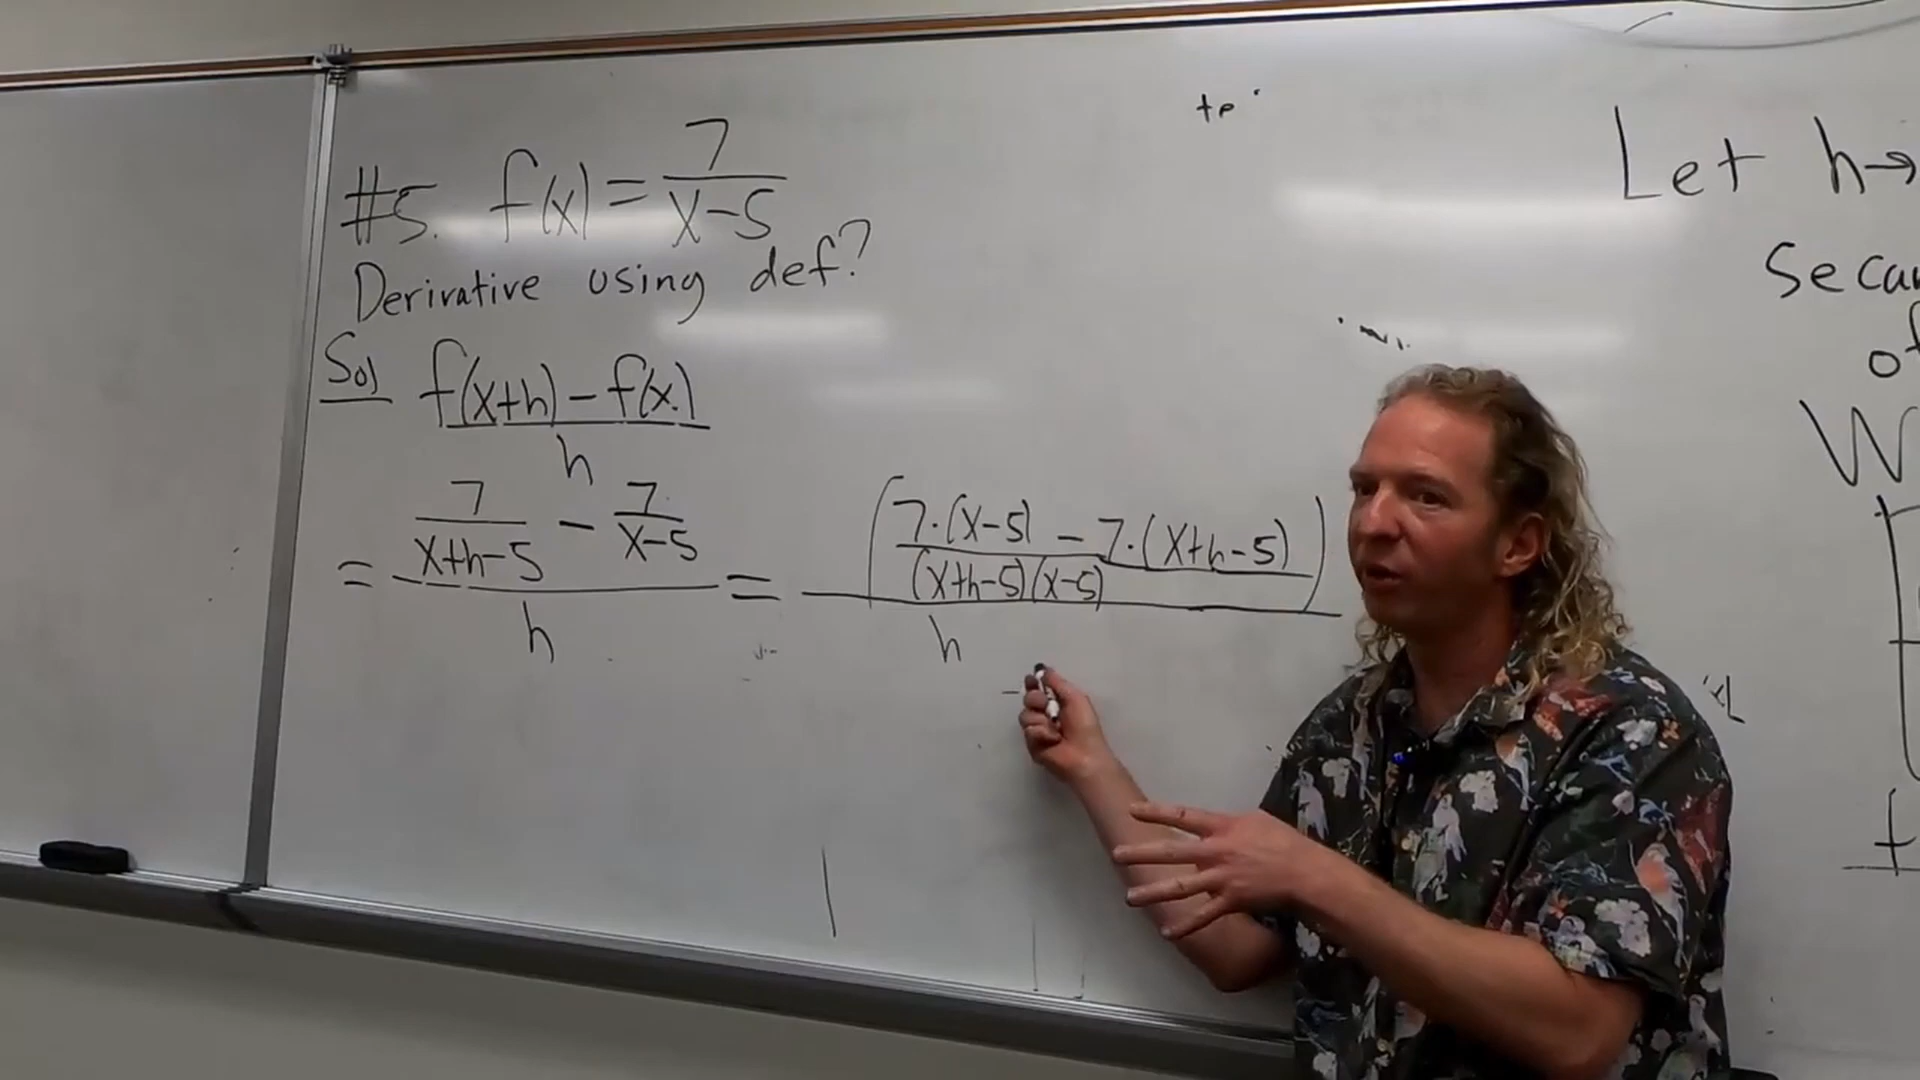 #5. f(x) = 7/(x-5)
Derivative using def?
Sol (f(x+h) - f(x))/h
= (7/(x+h-5) - 7/(x-5))/h = ((7·(x-5) - 7·(x+h-5))/((x+h-5)(x-5)))/h
Let h→
of